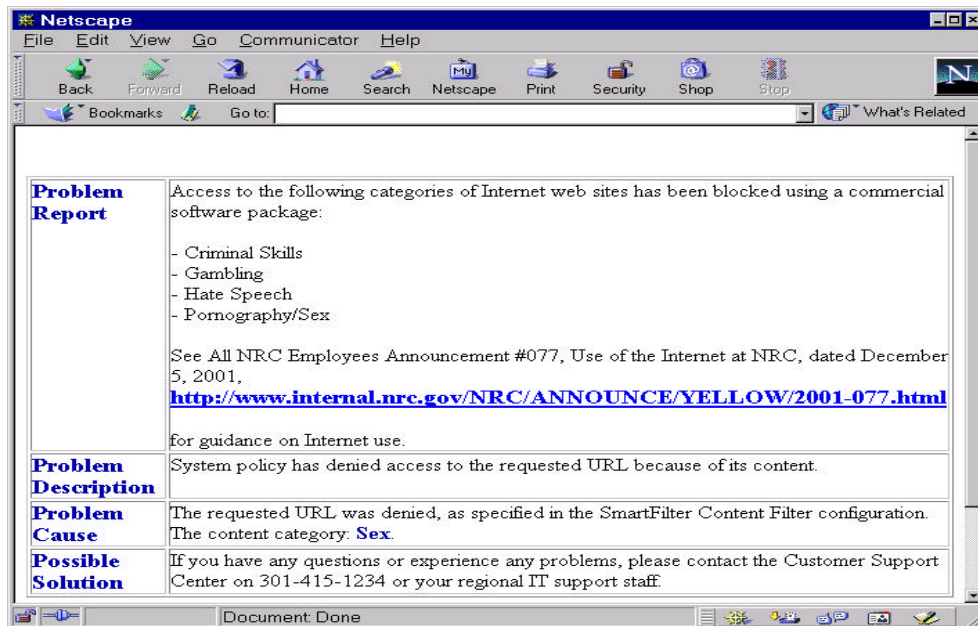 Netscape
File Edit View Go Communicator Help
Back Forward Reload Home Search Netscape Print Security Shop Stop
My
N
Bookmarks Go to: What's Related
Problem Report
Access to the following categories of Internet web sites has been blocked using a commercial
software package:
- Criminal Skills
- Gambling
- Hate Speech
- Pornography/Sex
See All NRC Employees Announcement #077, Use of the Internet at NRC, dated December
5, 2001,
http://www.internal.nrc.gov/NRC/ANNOUNCE/YELLOW/2001-077.html
for guidance on Internet use.
Problem Description
System policy has denied access to the requested URL because of its content.
Problem Cause
The requested URL was denied, as specified in the SmartFilter Content Filter configuration.
The content category: Sex.
Possible Solution
If you have any questions or experience any problems, please contact the Customer Support
Center on 301-415-1234 or your regional IT support staff.
Document: Done